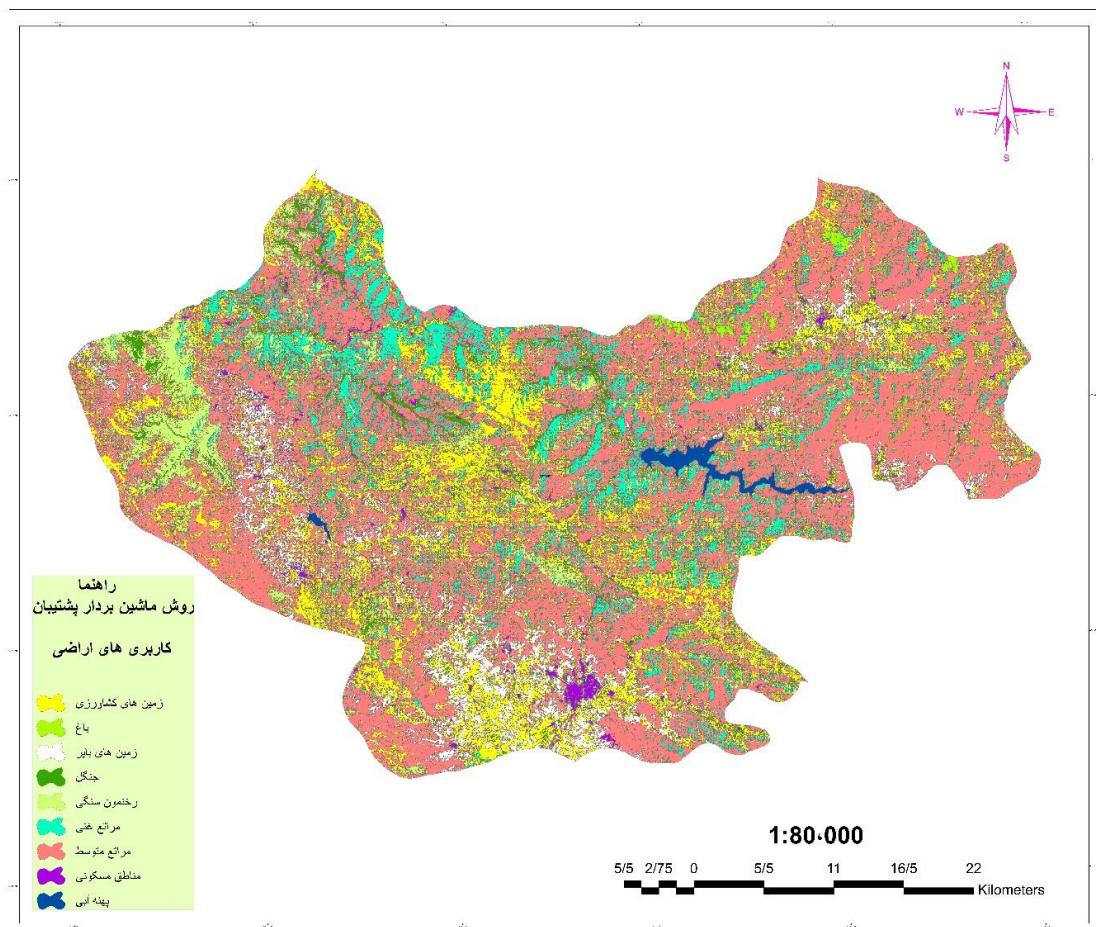 N
W E
S
راهنما
روش ماشین بردار پشتیبان
کاربری های اراضی
زمین های کشاورزی
باغ
زمین های بایر
جنگل
رخنمون سنگی
مراتع غنی
مراتع متوسط
مناطق مسکونی
پهنه آبی
1:80،000
5/5 2/75 0 5/5 11 16/5 22
Kilometers